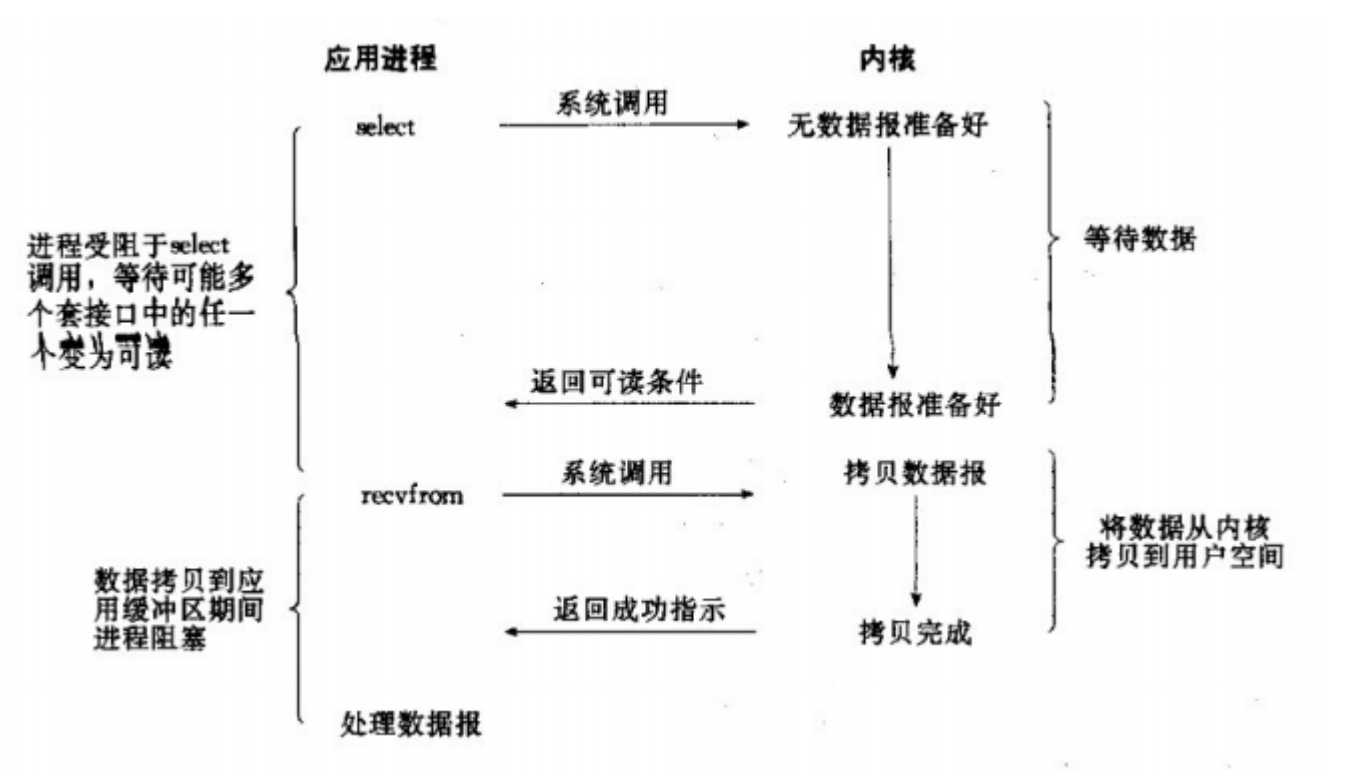 应用进程
内核
select
系统调用
无数据报准备好
进程受阻于select
调用，等待可能多
个套接口中的任一
个变为可读
等待数据
返回可读条件
数据报准备好
recvfrom
系统调用
拷贝数据报
将数据从内核
拷贝到用户空间
数据拷贝到应
用缓冲区期间
进程阻塞
返回成功指示
拷贝完成
处理数据报